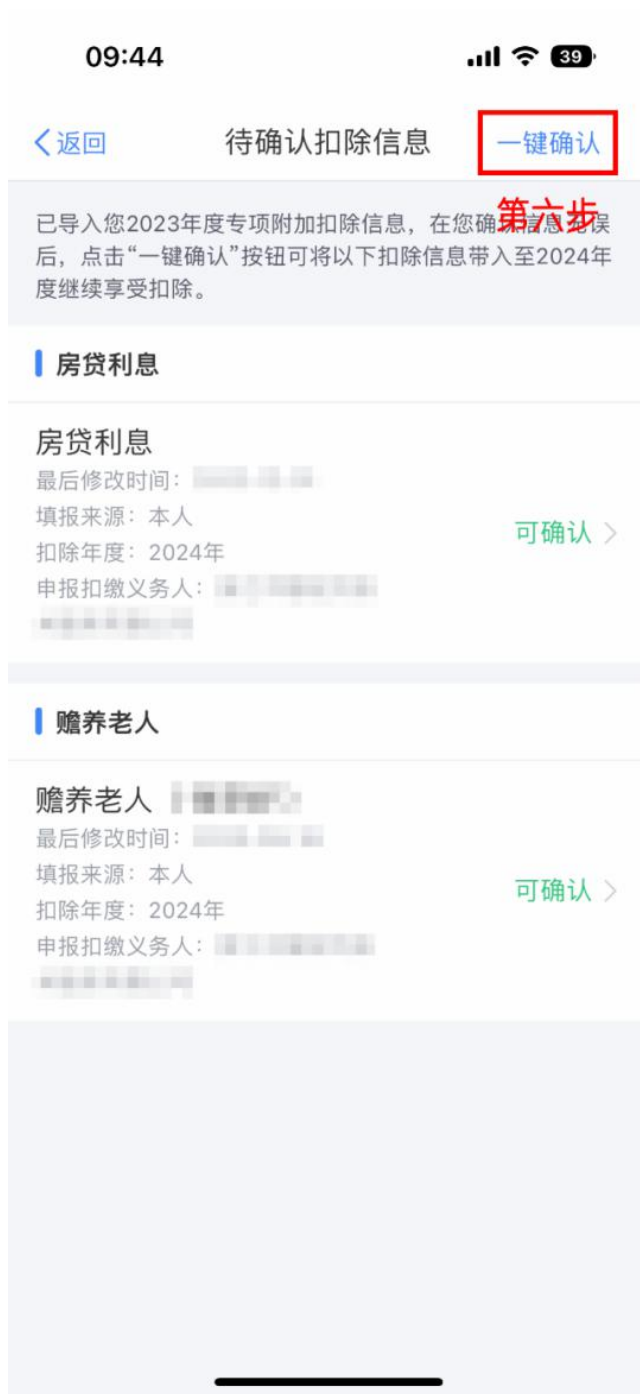 09:44
39
返回
待确认扣除信息
一键确认
第六步
已导入您2023年度专项附加扣除信息，在您确信息无误
后，点击“一键确认”按钮可将以下扣除信息带入至2024年
度继续享受扣除。
房贷利息
房贷利息
最后修改时间：
填报来源：本人
扣除年度：2024年
可确认
申报扣缴义务人：
赡养老人
赡养老人
最后修改时间：
填报来源：本人
扣除年度：2024年
可确认
申报扣缴义务人：